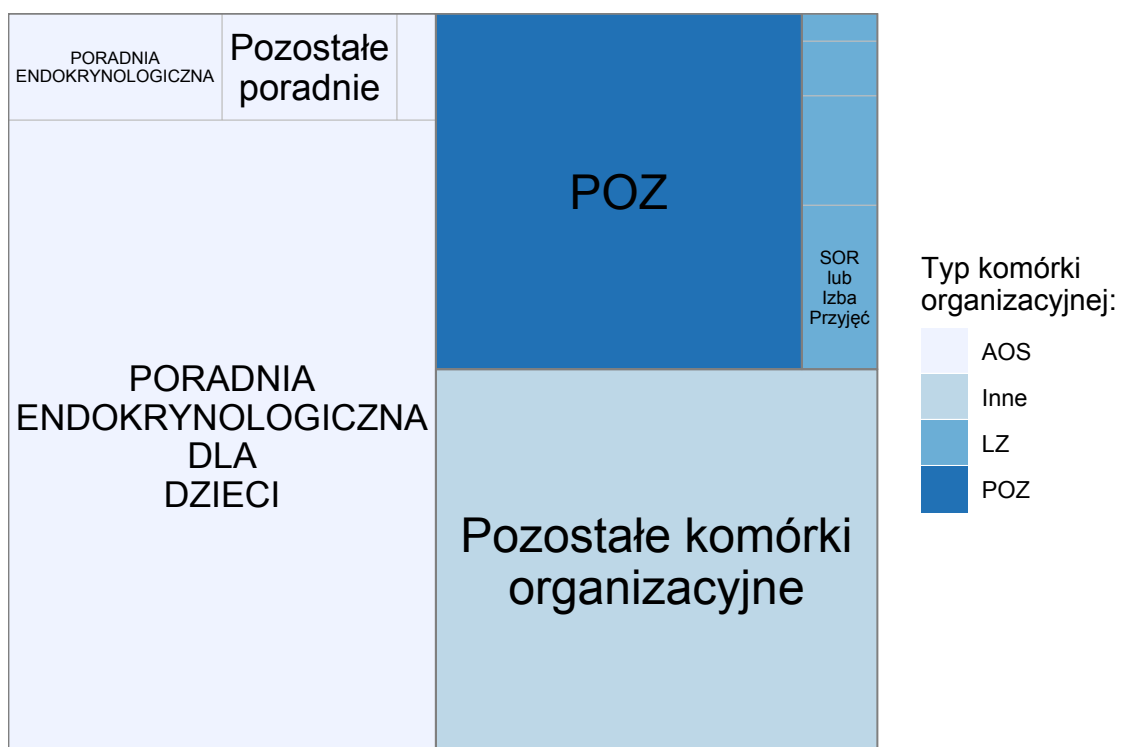 PORADNIA
ENDOKRYNOLOGICZNA
Pozostałe
poradnie
PORADNIA
ENDOKRYNOLOGICZNA
DLA
DZIECI
POZ
SOR
lub
Izba
Przyjęć
Pozostałe komórki
organizacyjne
Typ komórki
organizacyjnej:
AOS
Inne
LZ
POZ